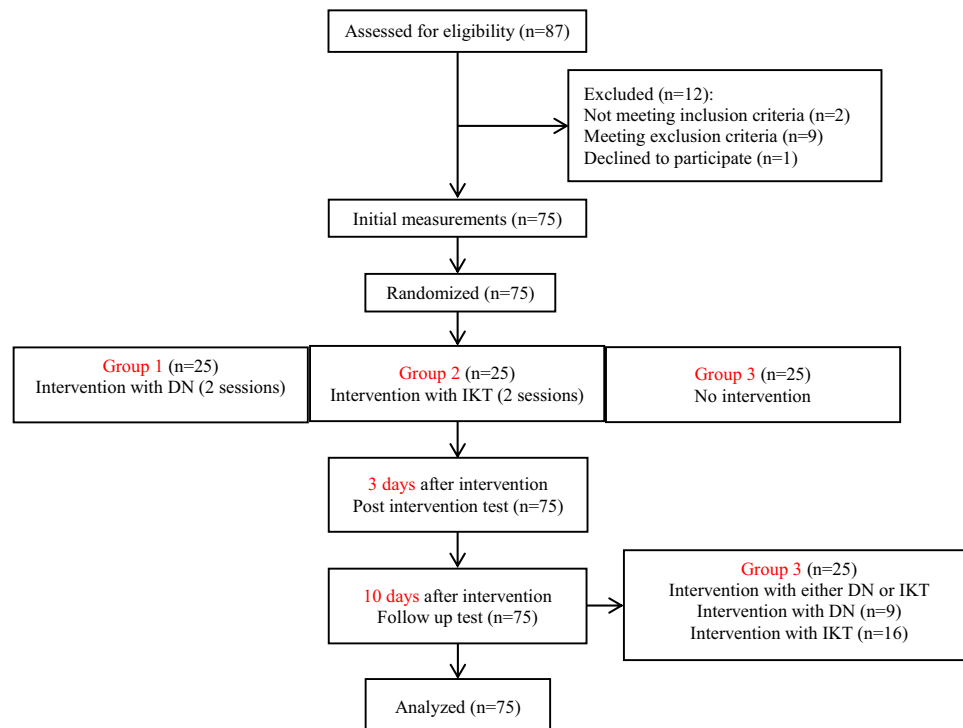 Assessed for eligibility (n=87)
Excluded (n=12):
Not meeting inclusion criteria (n=2)
Meeting exclusion criteria (n=9)
Declined to participate (n=1)
Initial measurements (n=75)
Randomized (n=75)
Group 1 (n=25)
Intervention with DN (2 sessions)
Group 2 (n=25)
Intervention with IKT (2 sessions)
Group 3 (n=25)
No intervention
3 days after intervention
Post intervention test (n=75)
10 days after intervention
Follow up test (n=75)
Group 3 (n=25)
Intervention with either DN or IKT
Intervention with DN (n=9)
Intervention with IKT (n=16)
Analyzed (n=75)